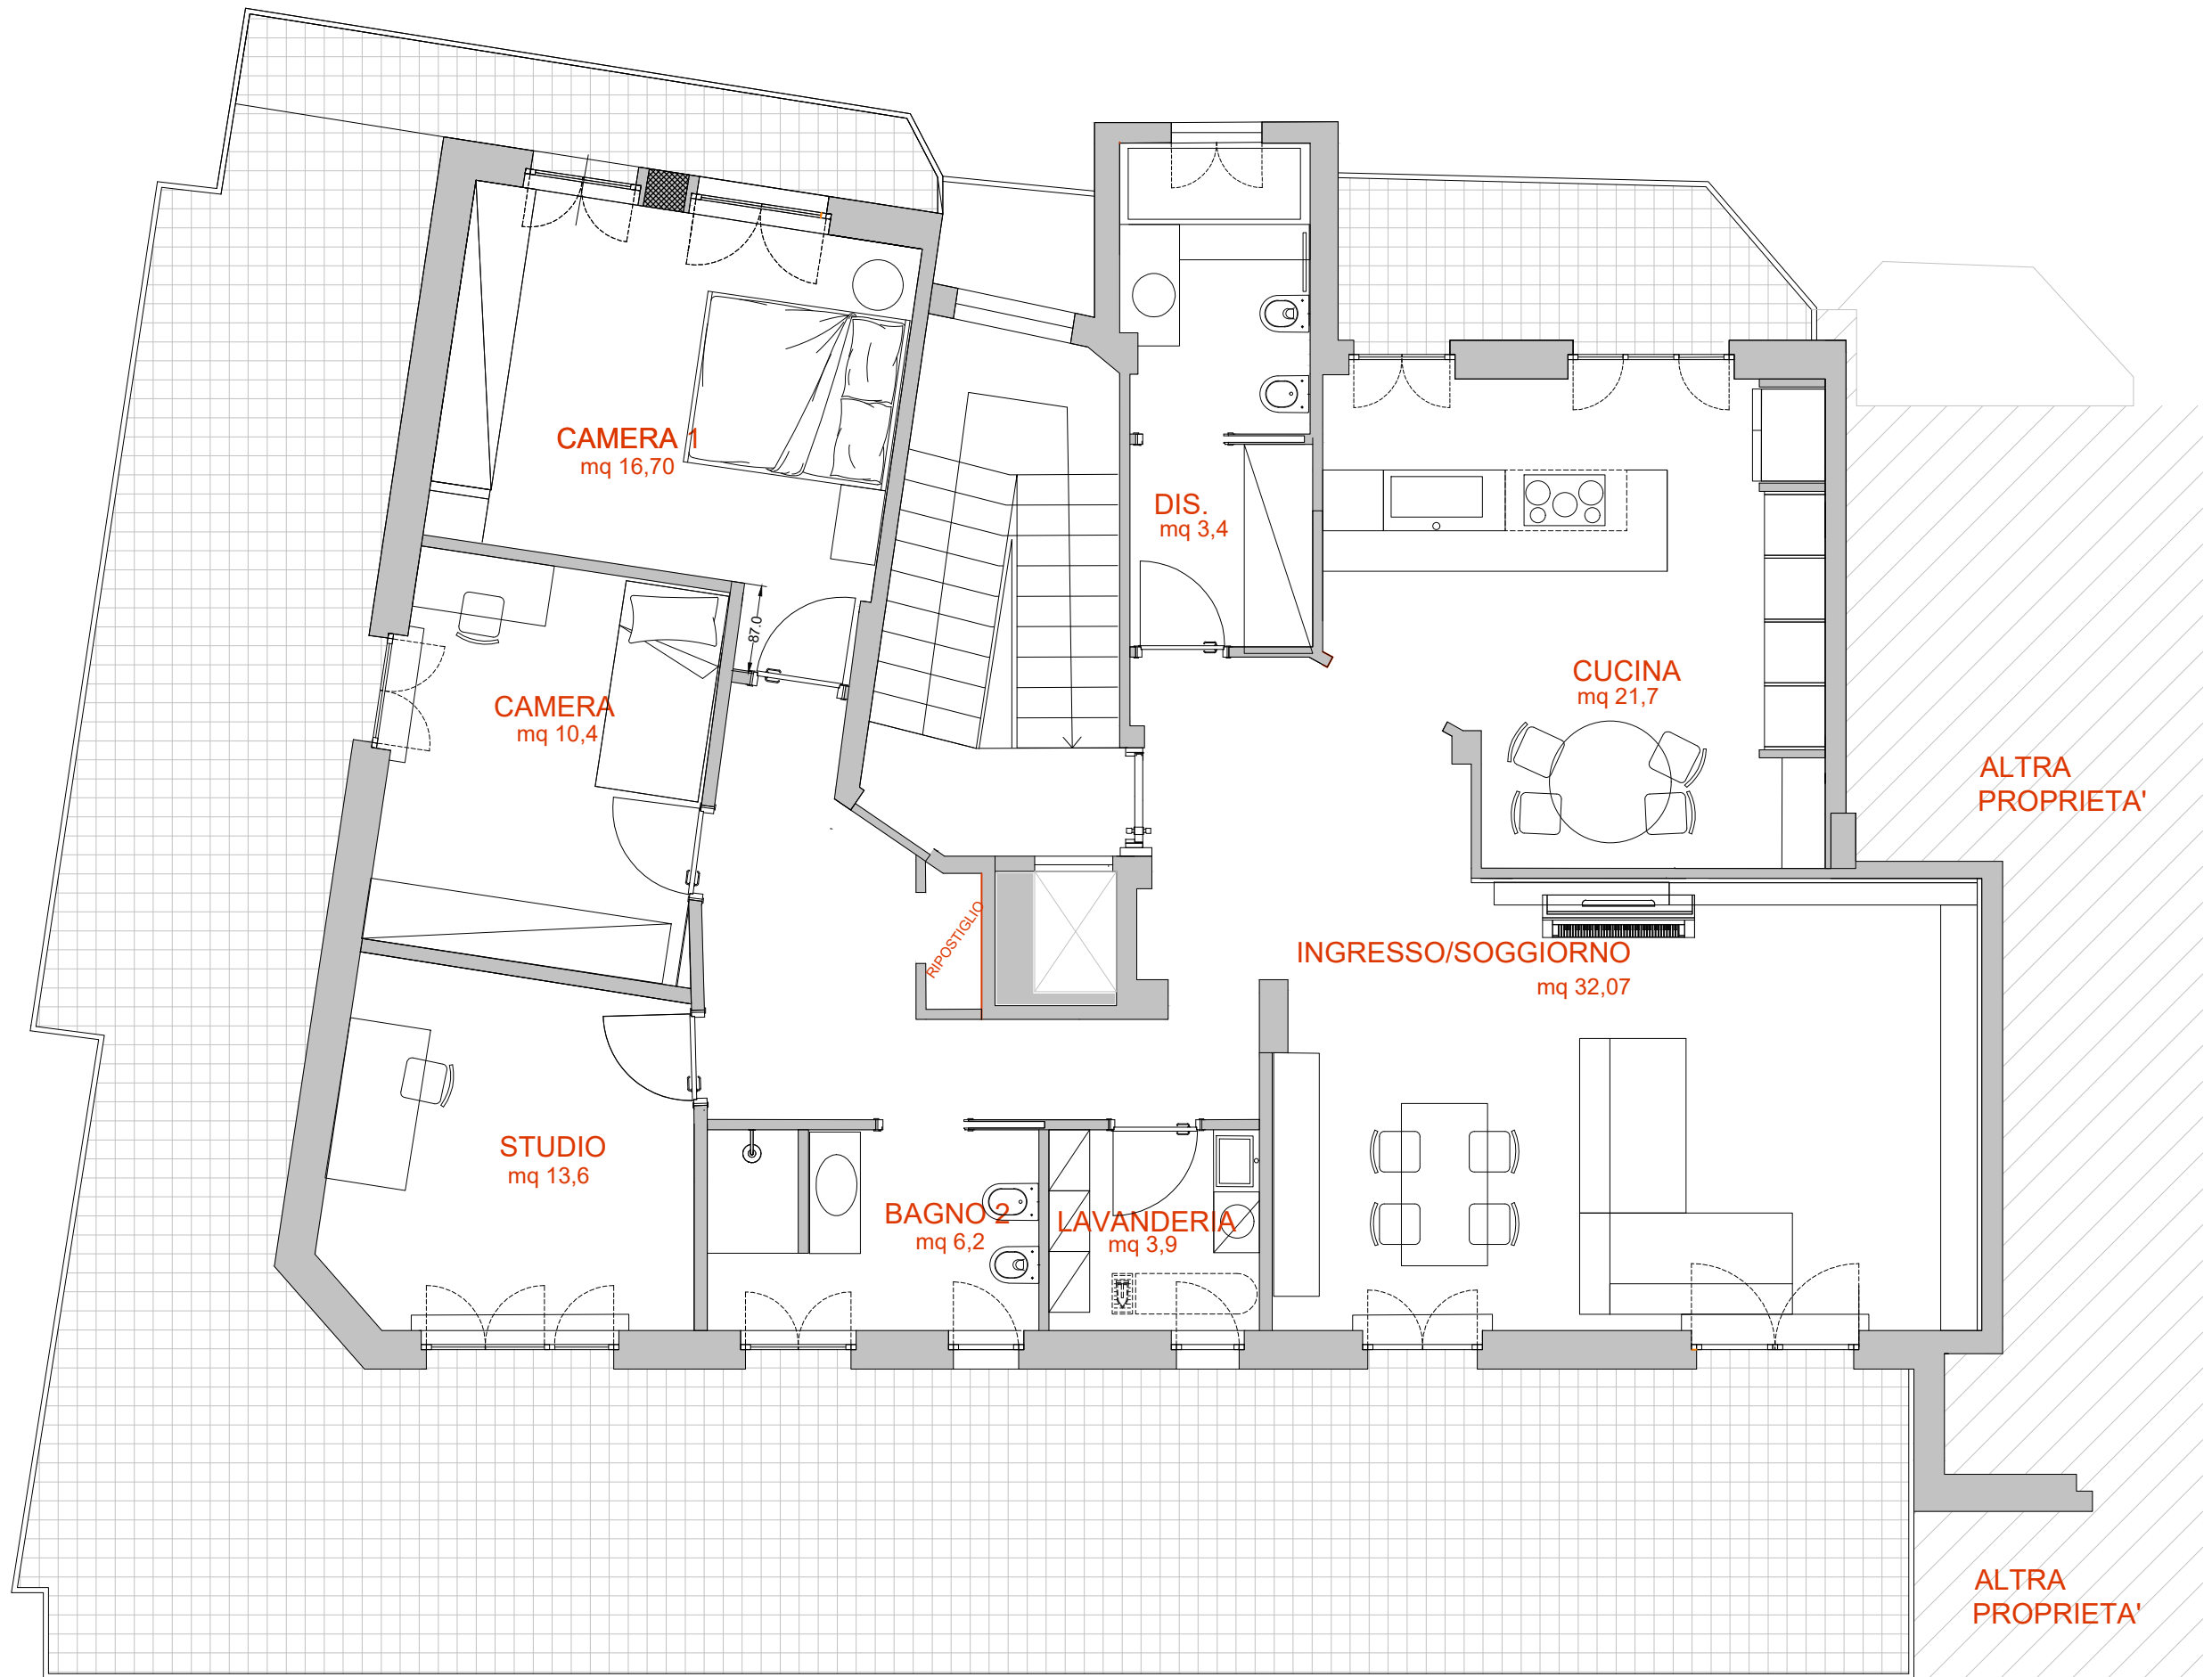 CAMERA 1
mq 16,70
DIS.
mq 3,4
87.0
CUCINA
mq 21,7
CAMERA
mq 10,4
ALTRA
PROPRIETA'
RIPOSTIGLIO
INGRESSO/SOGGIORNO
mq 32,07
STUDIO
mq 13,6
BAGNO 2
mq 6,2
LAVANDERIA
mq 3,9
ALTRA
PROPRIETA'